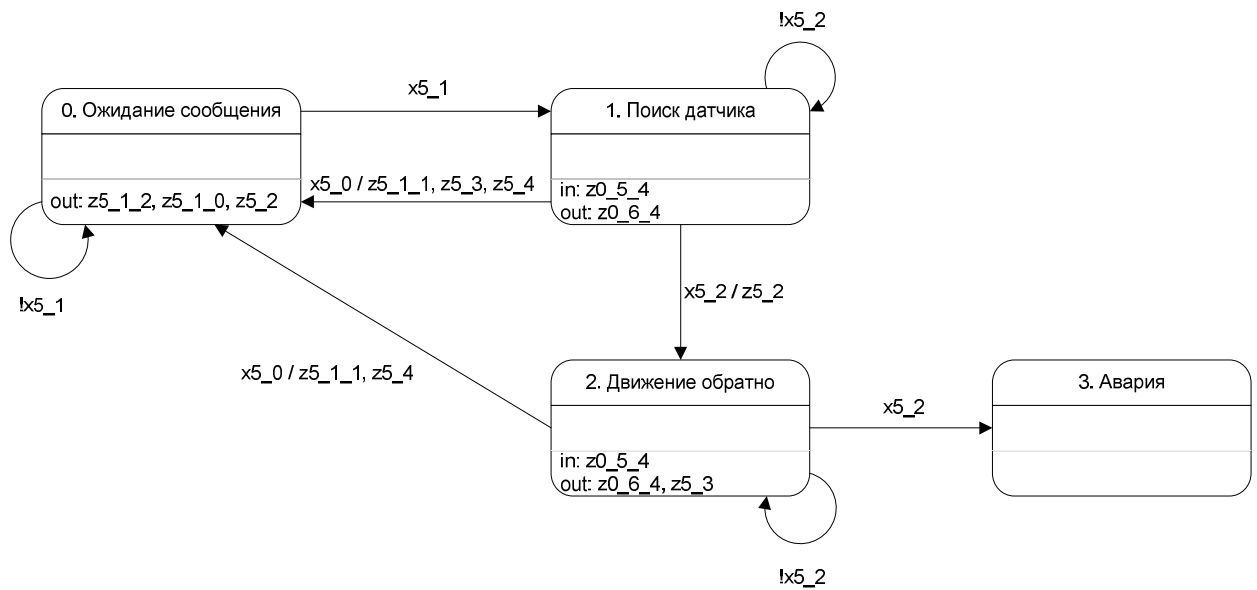 !x5_2
x5_1
0. Ожидание сообщения
out: z5_1_2, z5_1_0, z5_2
1. Поиск датчика
in: z0_5_4
out: z0_6_4
x5_0 / z5_1_1, z5_3, z5_4
!x5_1
x5_2 / z5_2
x5_0 / z5_1_1, z5_4
2. Движение обратно
in: z0_5_4
out: z0_6_4, z5_3
x5_2
3. Авария
!x5_2